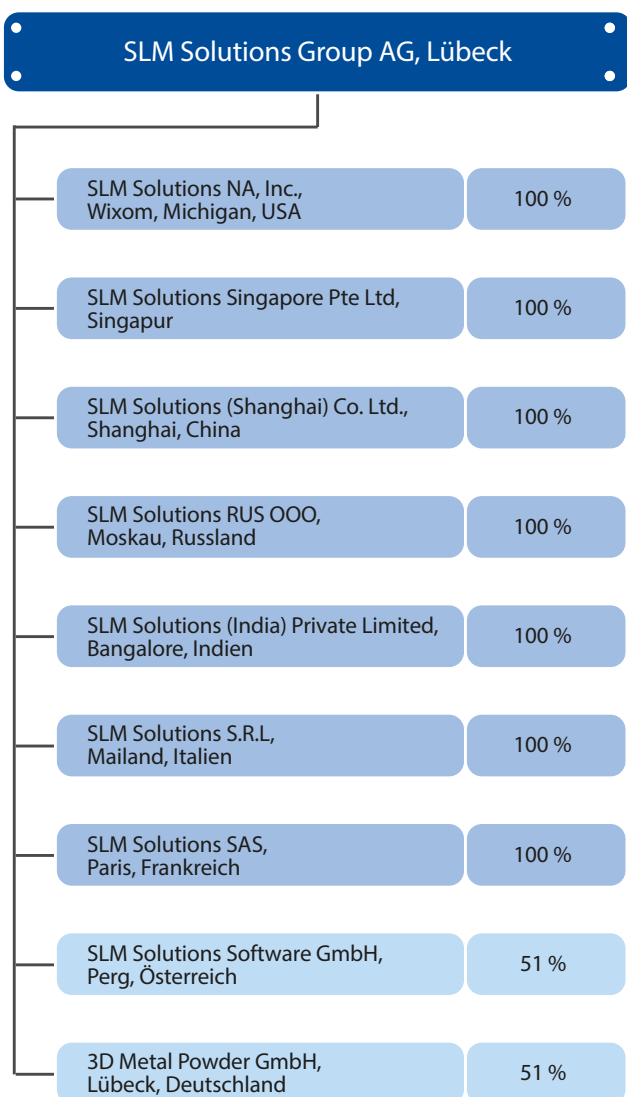 SLM Solutions Group AG, Lübeck
SLM Solutions NA, Inc.,
Wixom, Michigan, USA
100 %
SLM Solutions Singapore Pte Ltd,
Singapur
100 %
SLM Solutions (Shanghai) Co. Ltd.,
Shanghai, China
100 %
SLM Solutions RUS OOO,
Moskau, Russland
100 %
SLM Solutions (India) Private Limited,
Bangalore, Indien
100 %
SLM Solutions S.R.L,
Mailand, Italien
100 %
SLM Solutions SAS,
Paris, Frankreich
100 %
SLM Solutions Software GmbH,
Perg, Österreich
51 %
3D Metal Powder GmbH,
Lübeck, Deutschland
51 %